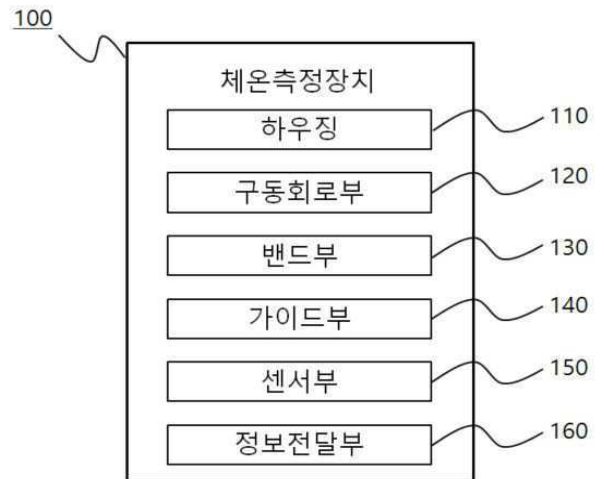 100
체온측정장치
하우징 110
구동회로부 120
밴드부 130
가이드부 140
센서부 150
정보전달부 160